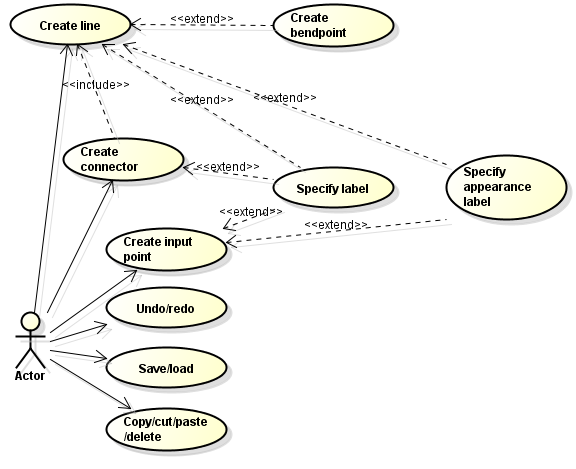 Create line
<<extend>>
Create
bendpoint
<<include>>
<<extend>>
<<extend>>
Create
connector
<<extend>>
Specify label
Specify
appearance
label
<<extend>>
<<extend>>
Create input
point
Undo/redo
Save/load
Actor
Copy/cut/paste
/delete